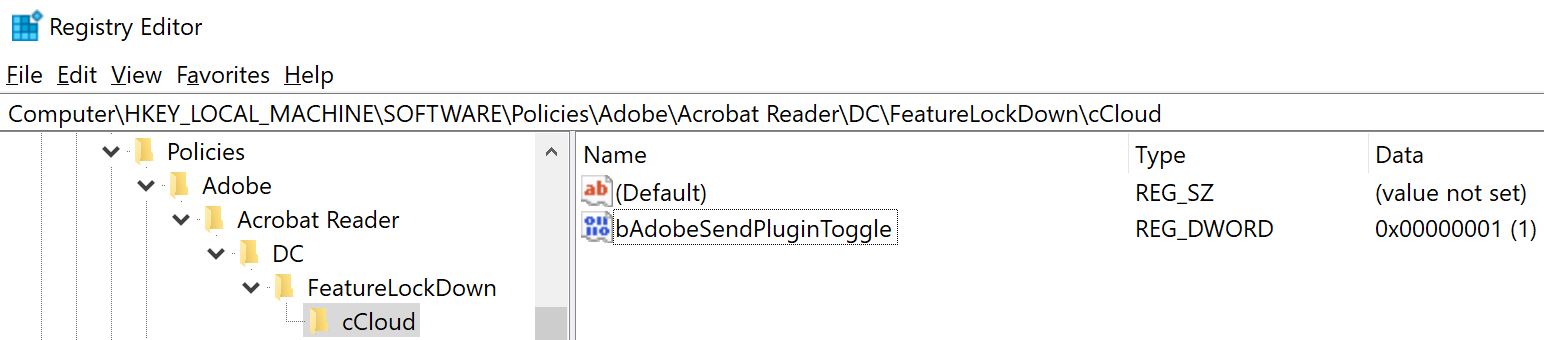 Registry Editor
File Edit View Favorites Help
Computer\HKEY_LOCAL_MACHINE\SOFTWARE\Policies\Adobe\Acrobat Reader\DC\FeatureLockDown\cCloud
Policies
Adobe
Acrobat Reader
DC
FeatureLockDown
cCloud
Name Type Data
(Default) REG_SZ (value not set)
bAdobeSendPluginToggle REG_DWORD 0x00000001 (1)